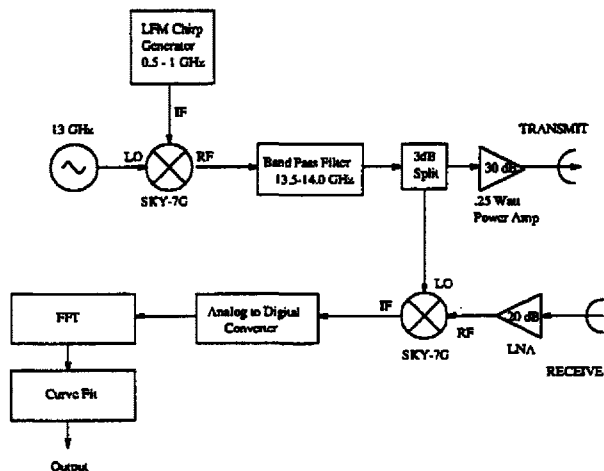 LFM Chirp
Generator
0.5 - 1 GHz
IF
13 GHz
LO
RF
SKY-7G
Band Pass Filter
13.5-14.0 GHz
3dB
Split
30 dB
TRANSMIT
.25 Watt
Power Amp
LO
IF
RF
SKY-7G
20 dB
LNA
RECEIVE
Analog to Digital
Converter
FFT
Curve Fit
Output